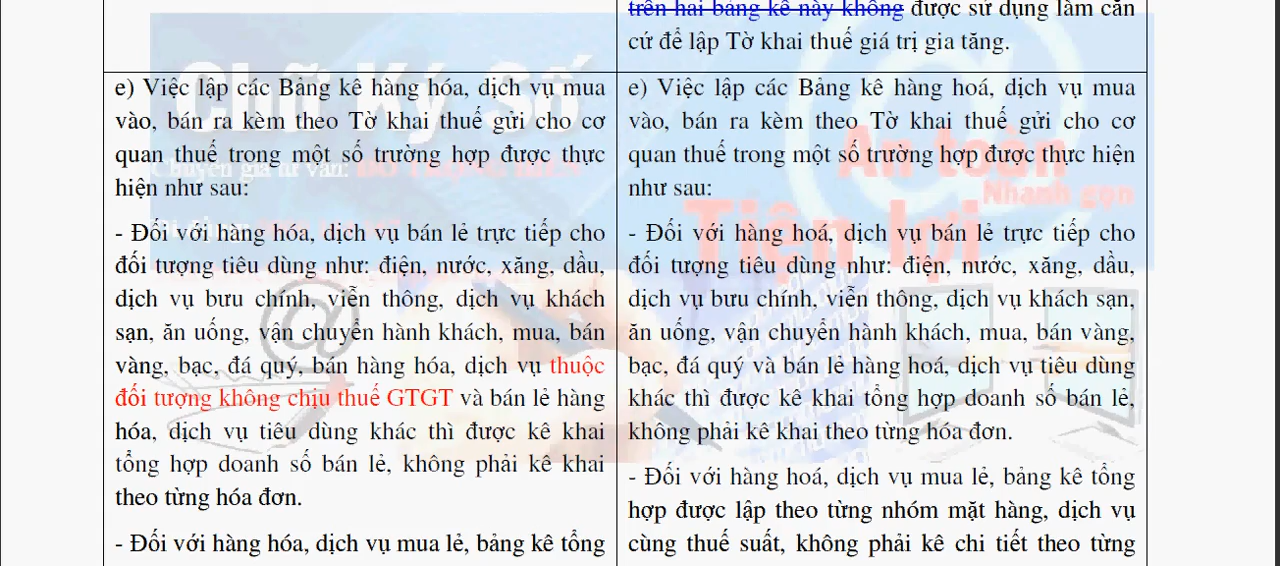 trên hai bảng kê này không được sử dụng làm căn
cứ để lập Tờ khai thuế giá trị gia tăng.
e) Việc lập các Bảng kê hàng hóa, dịch vụ mua
vào, bán ra kèm theo Tờ khai thuế gửi cho cơ
quan thuế trong một số trường hợp được thực
hiện như sau:
- Đối với hàng hóa, dịch vụ bán lẻ trực tiếp cho
đối tượng tiêu dùng như: điện, nước, xăng, dầu,
dịch vụ bưu chính, viễn thông, dịch vụ khách
sạn, ăn uống, vận chuyển hành khách, mua, bán
vàng, bạc, đá quý, bán hàng hóa, dịch vụ thuộc
đối tượng không chịu thuế GTGT và bán lẻ hàng
hóa, dịch vụ tiêu dùng khác thì được kê khai
tổng hợp doanh số bán lẻ, không phải kê khai
theo từng hóa đơn.
- Đối với hàng hóa, dịch vụ mua lẻ, bảng kê tổng
e) Việc lập các Bảng kê hàng hoá, dịch vụ mua
vào, bán ra kèm theo Tờ khai thuế gửi cho cơ
quan thuế trong một số trường hợp được thực hiện
như sau:
- Đối với hàng hoá, dịch vụ bán lẻ trực tiếp cho
đối tượng tiêu dùng như: điện, nước, xăng, dầu,
dịch vụ bưu chính, viễn thông, dịch vụ khách sạn,
ăn uống, vận chuyển hành khách, mua, bán vàng,
bạc, đá quý và bán lẻ hàng hoá, dịch vụ tiêu dùng
khác thì được kê khai tổng hợp doanh số bán lẻ,
không phải kê khai theo từng hóa đơn.
- Đối với hàng hoá, dịch vụ mua lẻ, bảng kê tổng
hợp được lập theo từng nhóm mặt hàng, dịch vụ
cùng thuế suất, không phải kê chi tiết theo từng
Chữ Ký Số
Chuyên gia tư vấn:
An toàn
Nhanh gọn
Tiện lợi